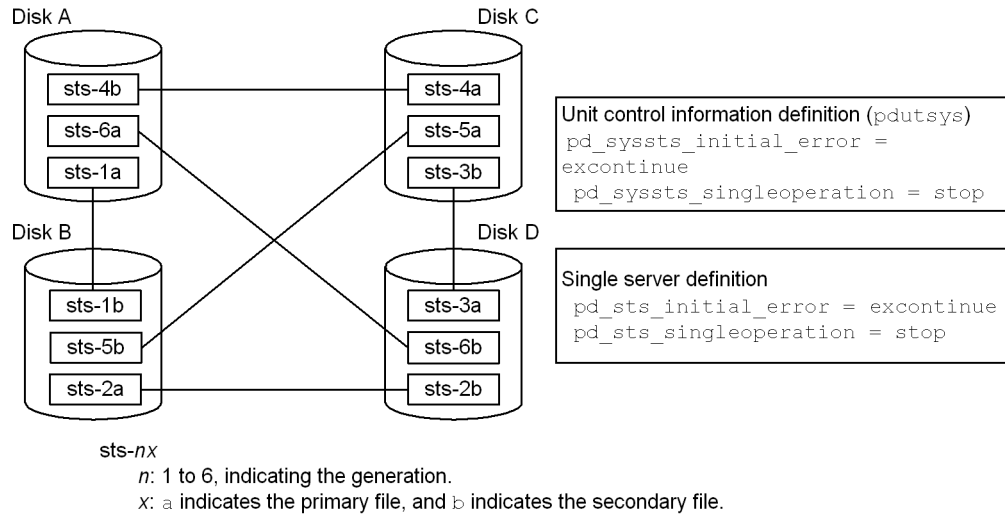 Disk A
sts-4b
sts-6a
sts-1a
Disk C
sts-4a
sts-5a
sts-3b
Disk B
sts-1b
sts-5b
sts-2a
Disk D
sts-3a
sts-6b
sts-2b
Unit control information definition (pdutsys)
pd_syssts_initial_error =
excontinue
pd_syssts_singleoperation = stop
Single server definition
pd_sts_initial_error = excontinue
pd_sts_singleoperation = stop
sts-nx
n: 1 to 6, indicating the generation.
x: a indicates the primary file, and b indicates the secondary file.